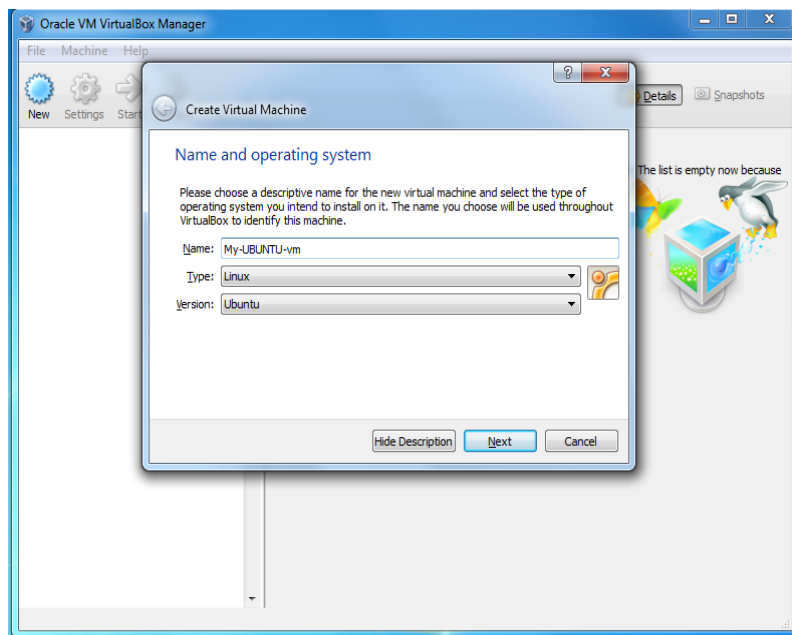 Oracle VM VirtualBox Manager
File Machine Help
New Settings Start
Details Snapshots
The list is empty now because
Create Virtual Machine
Name and operating system
Please choose a descriptive name for the new virtual machine and select the type of
operating system you intend to install on it. The name you choose will be used throughout
VirtualBox to identify this machine.
Name: My-UBUNTU-vm
Type: Linux
Version: Ubuntu
Hide Description Next Cancel